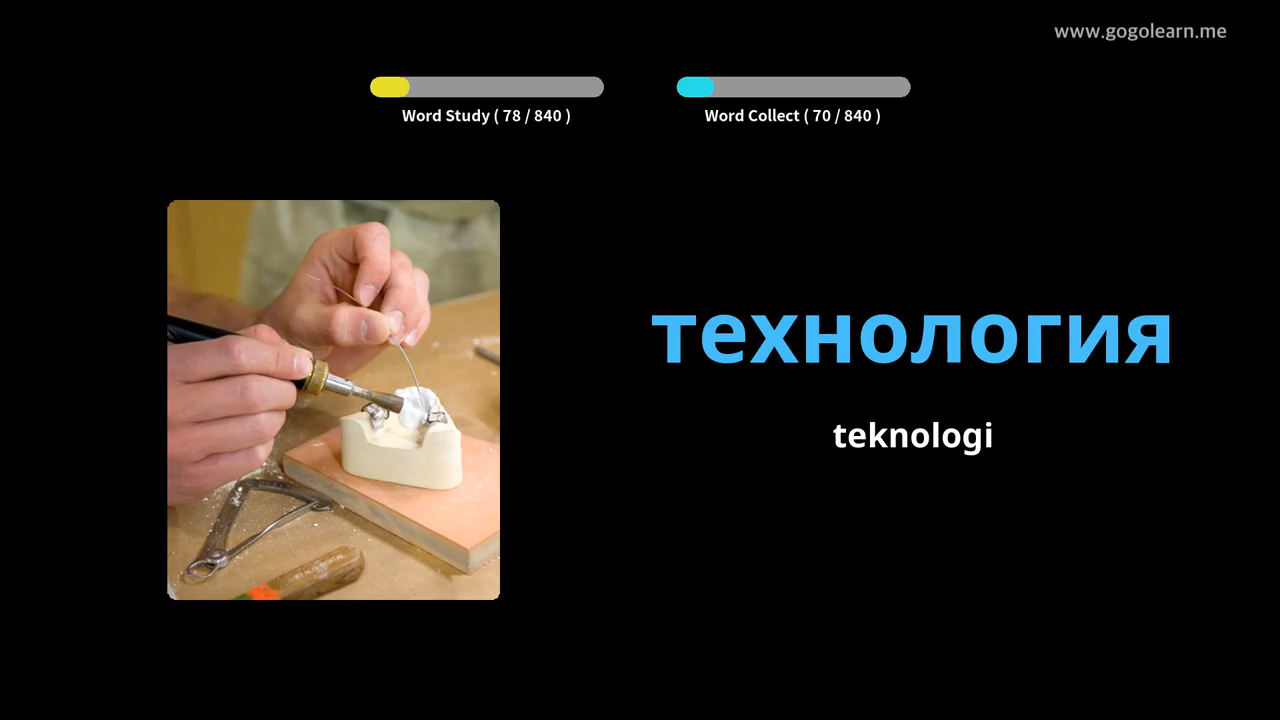 www.gogolearn.me
Word Study ( 78 / 840 )
Word Collect ( 70 / 840 )
технология
teknologi